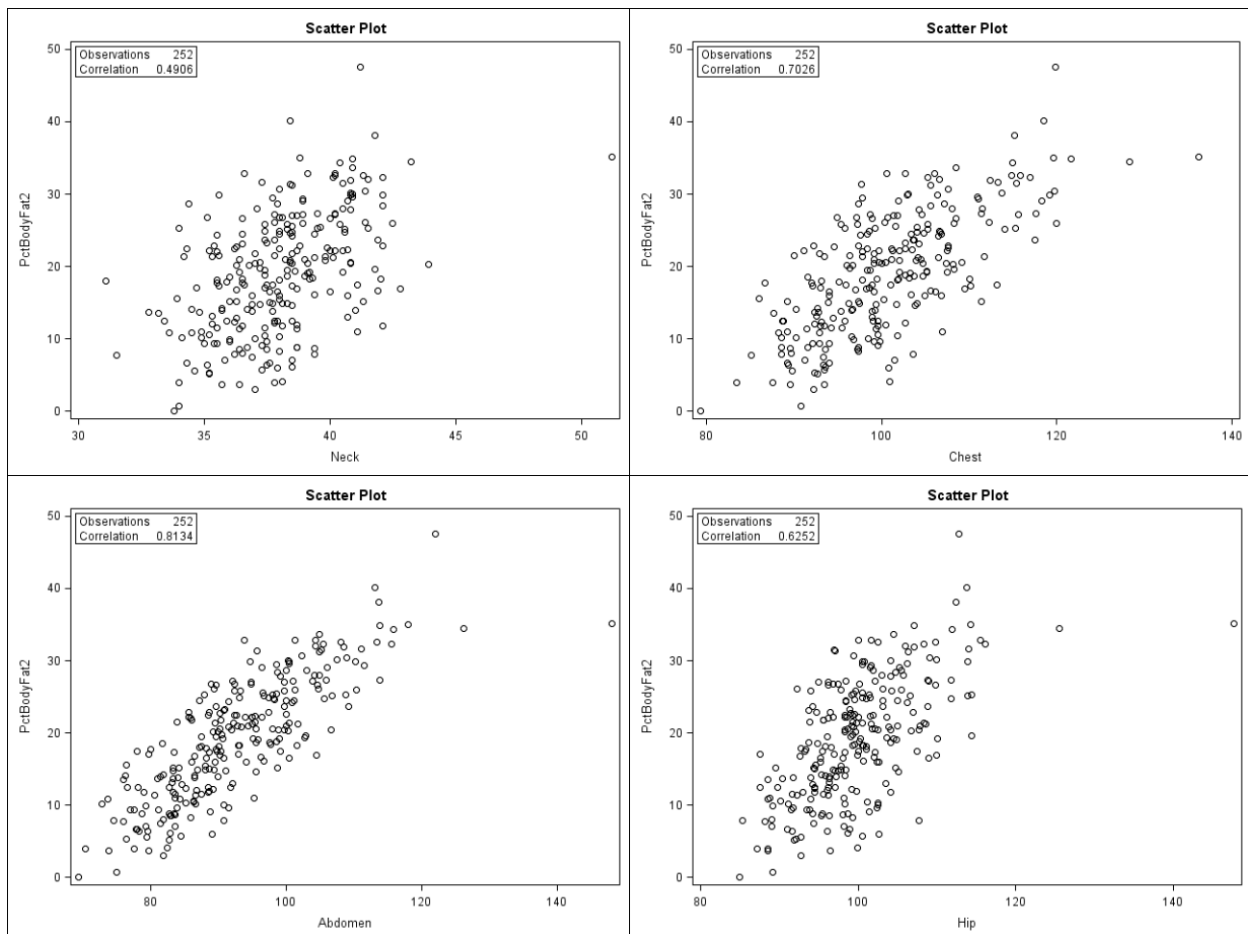 Scatter Plot
Observations 252
Correlation 0.4906
50
40
30
20
10
0
PctBodyFat2
30 35 40 45 50
Neck
Scatter Plot
Observations 252
Correlation 0.7026
50
40
30
20
10
0
PctBodyFat2
80 100 120 140
Chest
Scatter Plot
Observations 252
Correlation 0.8134
50
40
30
20
10
0
PctBodyFat2
80 100 120 140
Abdomen
Scatter Plot
Observations 252
Correlation 0.6252
50
40
30
20
10
0
PctBodyFat2
80 100 120 140
Hip